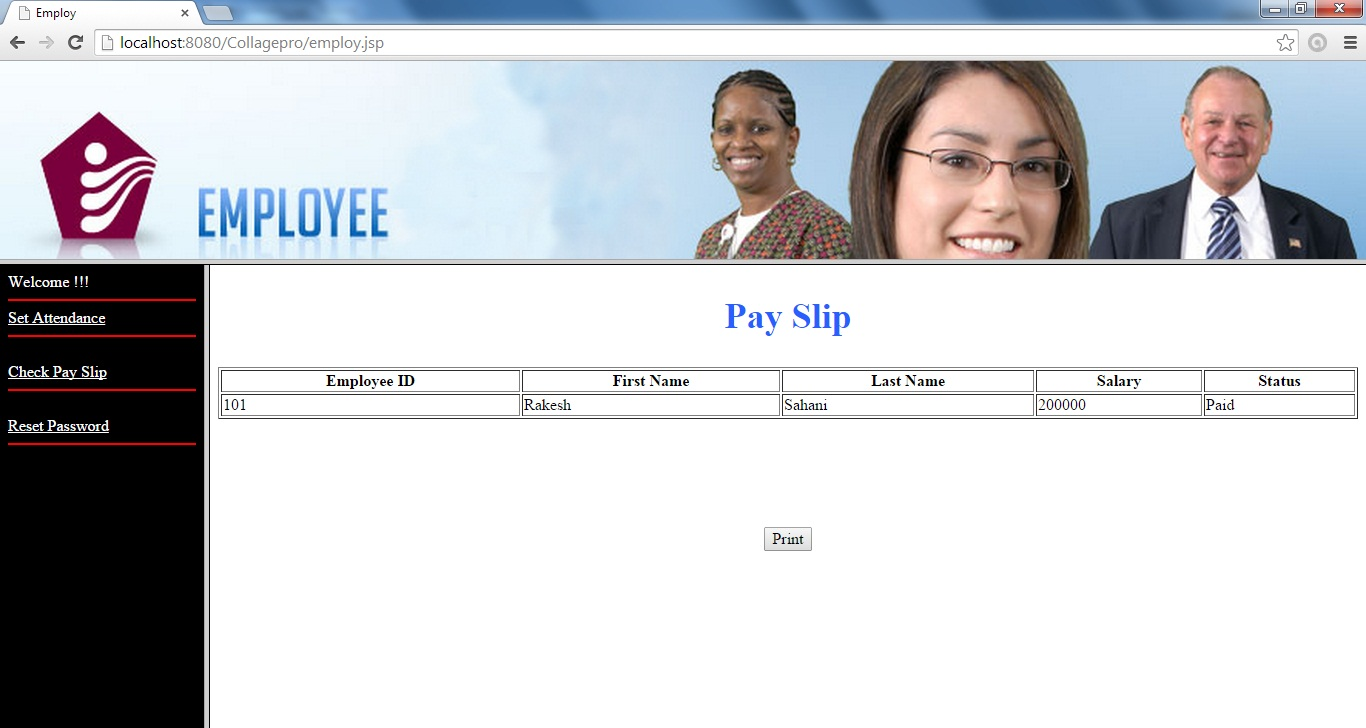 Employ
localhost:8080/Collagepro/employ.jsp
EMPLOYEE
Welcome !!!
Set Attendance
Check Pay Slip
Reset Password
Pay Slip
Employee ID First Name Last Name Salary Status
101 Rakesh Sahani 200000 Paid
Print